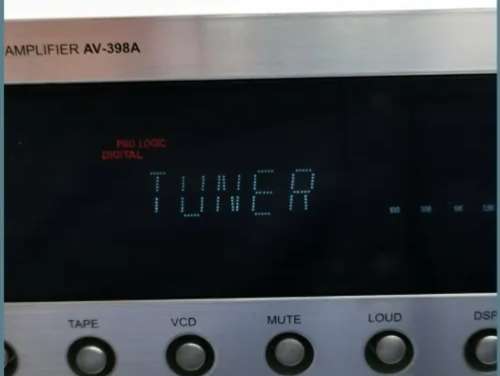 AMPLIFIER AV-398A
PRO LOGIC
DIGITAL
TUNER
TAPE VCD MUTE LOUD DSP